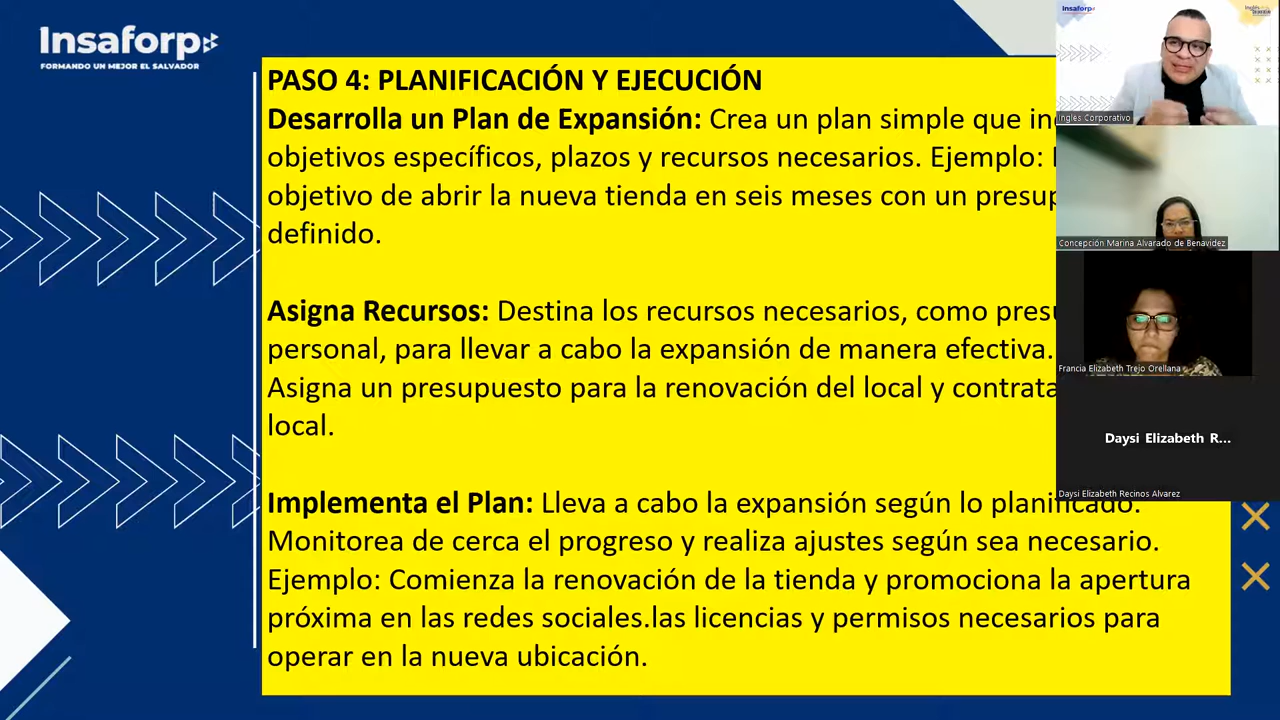 Insaforp
FORMANDO UN MEJOR EL SALVADOR
PASO 4: PLANIFICACIÓN Y EJECUCIÓN
Desarrolla un Plan de Expansión: Crea un plan simple que
objetivos específicos, plazos y recursos necesarios. Ejemplo:
objetivo de abrir la nueva tienda en seis meses con un
definido.
Asigna Recursos: Destina los recursos necesarios, como
personal, para llevar a cabo la expansión de manera efectiva.
Asigna un presupuesto para la renovación del local y
local.
Implementa el Plan: Lleva a cabo la expansión según lo planificado.
Monitorea de cerca el progreso y realiza ajustes según sea necesario.
Ejemplo: Comienza la renovación de la tienda y promociona la apertura
próxima en las redes sociales.las licencias y permisos necesarios para
operar en la nueva ubicación.
Insaforp
Inglés Corporativo
Concepción Marina Alvarado de Benavidez
Francia Elizabeth Trejo Orellana
Daysi Elizabeth R...
Daysi Elizabeth Recinos Alvarez